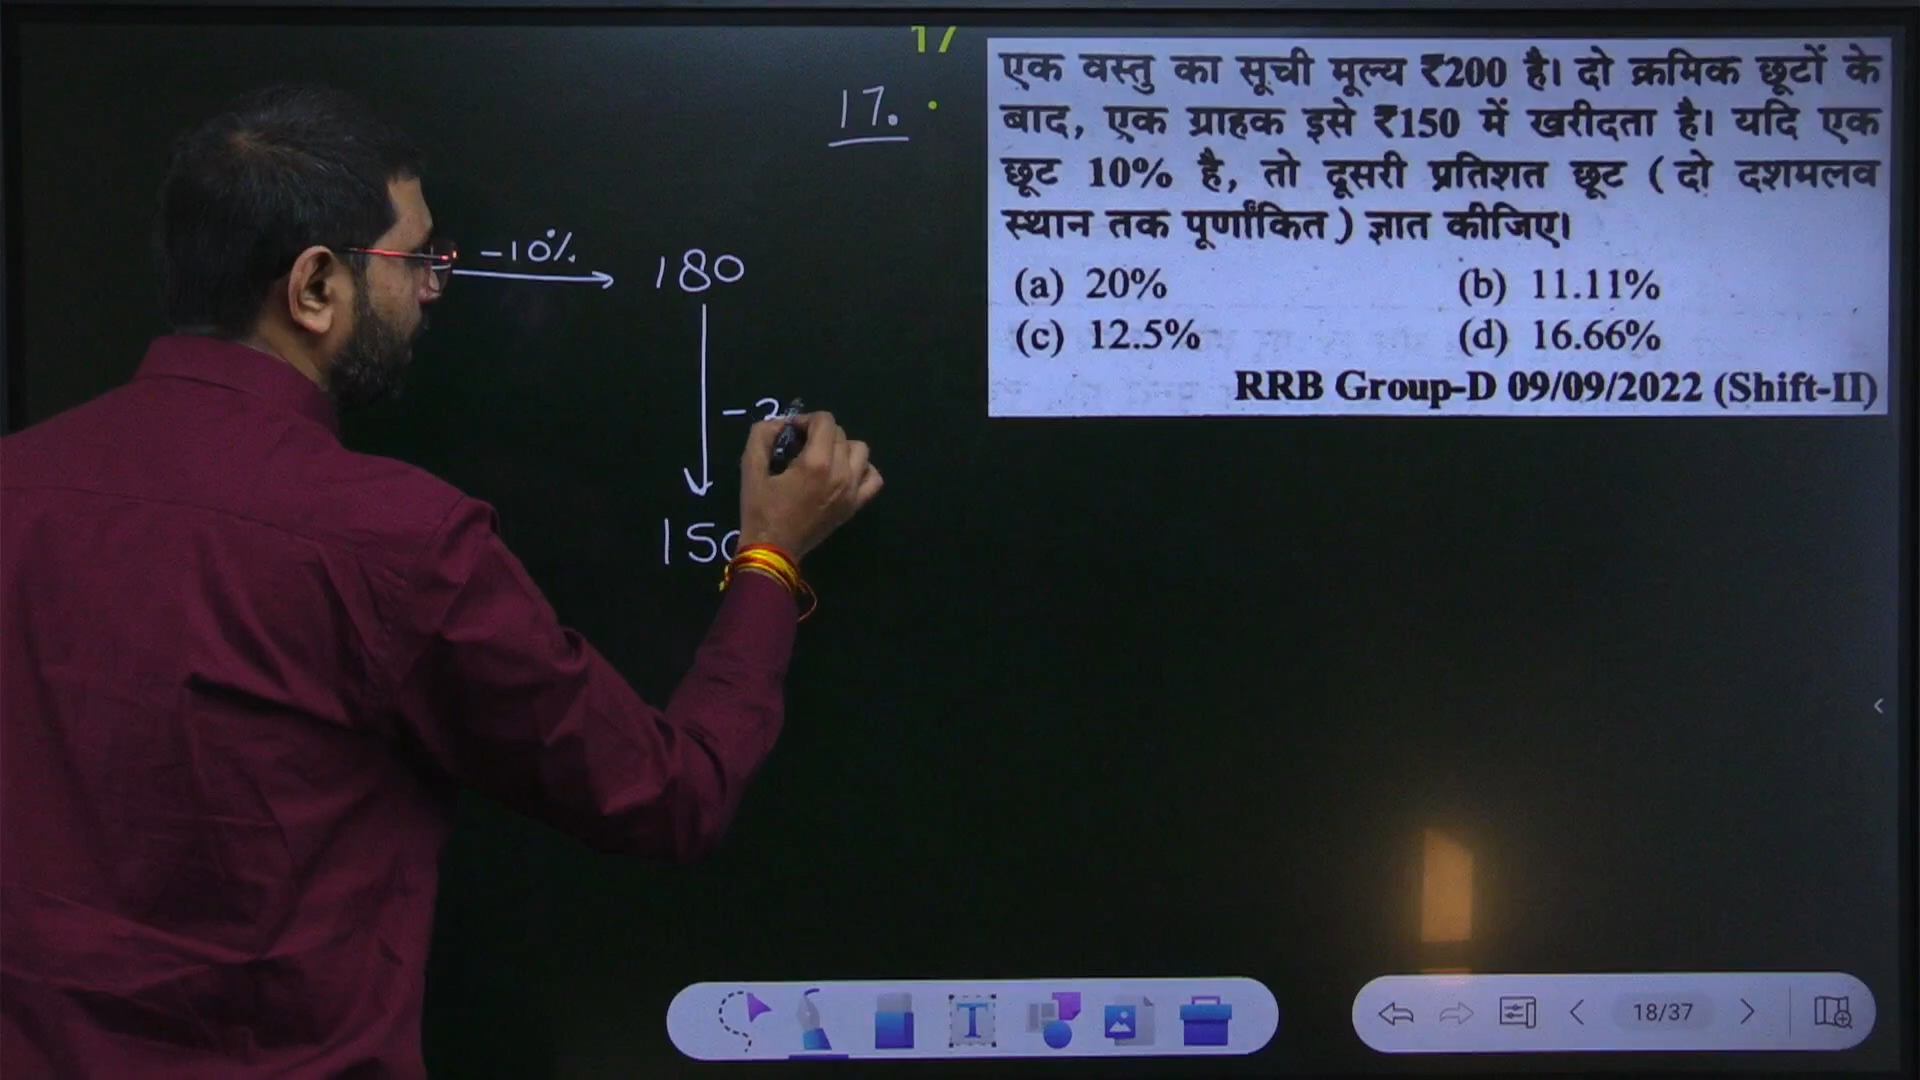 17
17.
एक वस्तु का सूची मूल्य ₹200 है। दो क्रमिक छूटों के
बाद, एक ग्राहक इसे ₹150 में खरीदता है। यदि एक
छूट 10% है, तो दूसरी प्रतिशत छूट (दो दशमलव
स्थान तक पूर्णांकित) ज्ञात कीजिए।
(a) 20% (b) 11.11%
(c) 12.5% (d) 16.66%
RRB Group-D 09/09/2022 (Shift-II)
-10% 180
150
T
18/37